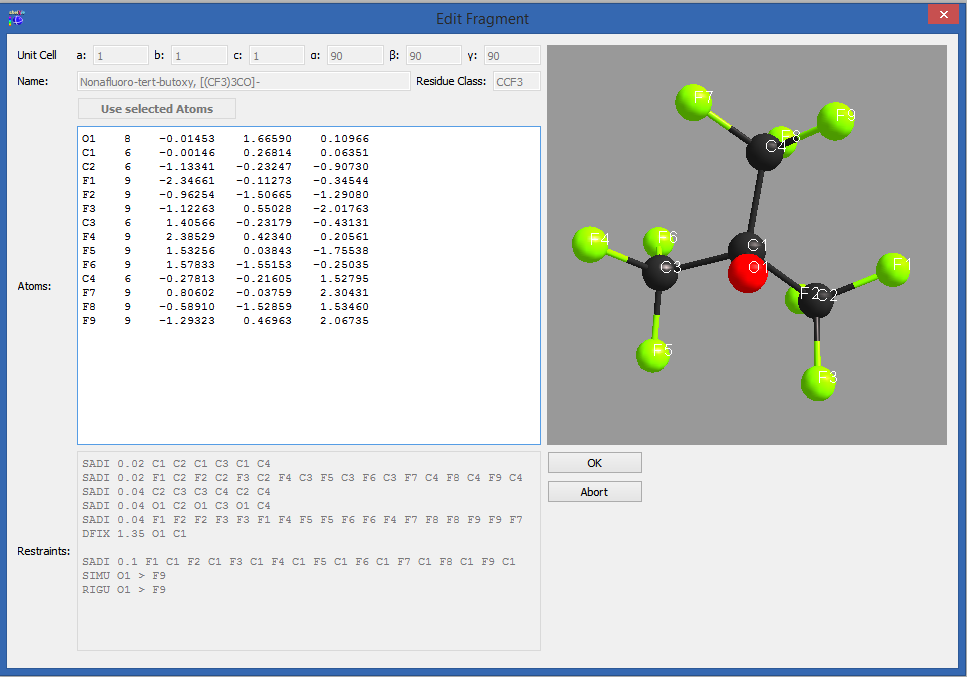 Edit Fragment
Unit Cell a: 1 b: 1 c: 1 α: 90 β: 90 γ: 90
Name: Nonafluoro-tert-butoxy, [(CF3)3CO]- Residue Class: CCF3
Use selected Atoms
Atoms:
O1 8 -0.01453 1.66590 0.10966
C1 6 -0.00146 0.26814 0.06351
C2 6 -1.13341 -0.23247 -0.90730
F1 9 -2.34661 -0.11273 -0.34544
F2 9 -0.96254 -1.50665 -1.29080
F3 9 -1.12263 0.55028 -2.01763
C3 6 1.40566 -0.23179 -0.43131
F4 9 2.38529 0.42340 0.20561
F5 9 1.53256 0.03843 -1.75538
F6 9 1.57833 -1.55153 -0.25035
C4 6 -0.27813 -0.21605 1.52795
F7 9 0.80602 -0.03759 2.30431
F8 9 -0.58910 -1.52859 1.53460
F9 9 -1.29323 0.46963 2.06735
Restraints:
SADI 0.02 C1 C2 C1 C3 C1 C4
SADI 0.02 F1 C2 F2 C2 F3 C2 F4 C3 F5 C3 F6 C3 F7 C4 F8 C4 F9 C4
SADI 0.04 C2 C3 C3 C4 C2 C4
SADI 0.04 O1 C2 O1 C3 O1 C4
SADI 0.04 F1 F2 F2 F3 F3 F1 F4 F5 F5 F6 F6 F4 F7 F8 F8 F9 F9 F7
DFIX 1.35 O1 C1
SADI 0.1 F1 C1 F2 C1 F3 C1 F4 C1 F5 C1 F6 C1 F7 C1 F8 C1 F9 C1
SIMU O1 > F9
RIGU O1 > F9
F7
F9
F8
C4
F4
F6
C1
C3
O1
F1
F2
C2
F5
F3
OK
Abort